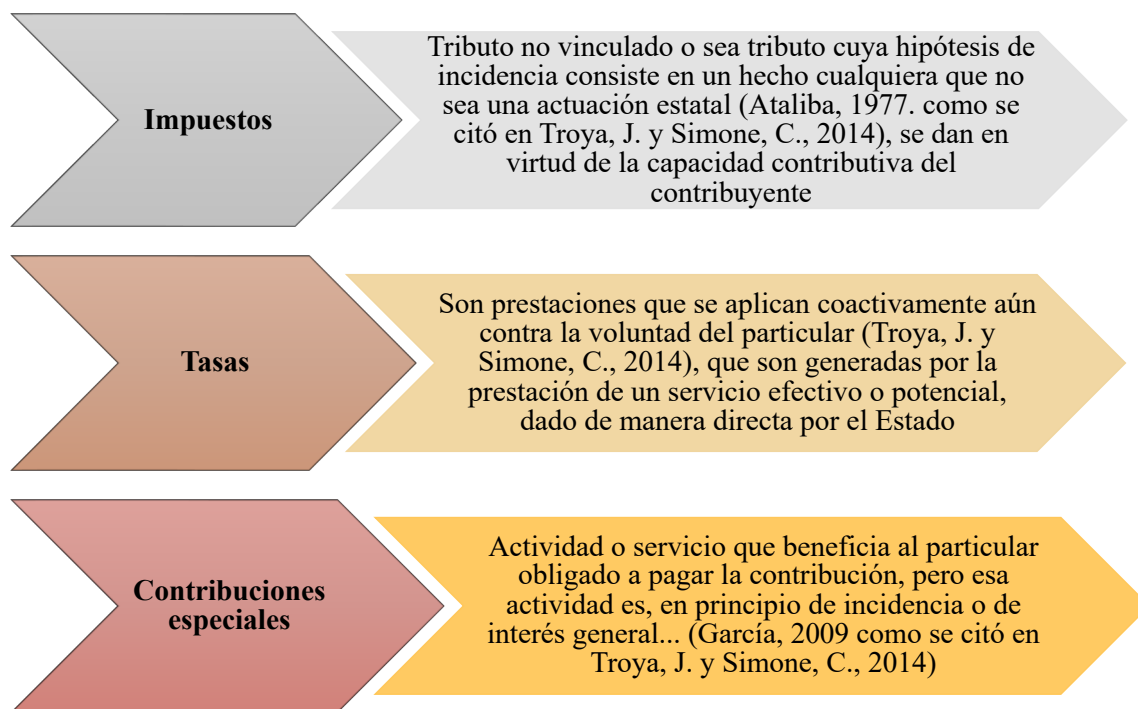 Impuestos
Tributo no vinculado o sea tributo cuya hipótesis de
incidencia consiste en un hecho cualquiera que no
sea una actuación estatal (Ataliba, 1977. como se
citó en Troya, J. y Simone, C., 2014), se dan en
virtud de la capacidad contributiva del
contribuyente
Tasas
Son prestaciones que se aplican coactivamente aún
contra la voluntad del particular (Troya, J. y
Simone, C., 2014), que son generadas por la
prestación de un servicio efectivo o potencial,
dado de manera directa por el Estado
Contribuciones
especiales
Actividad o servicio que beneficia al particular
obligado a pagar la contribución, pero esa
actividad es, en principio de incidencia o de
interés general... (García, 2009 como se citó en
Troya, J. y Simone, C., 2014)